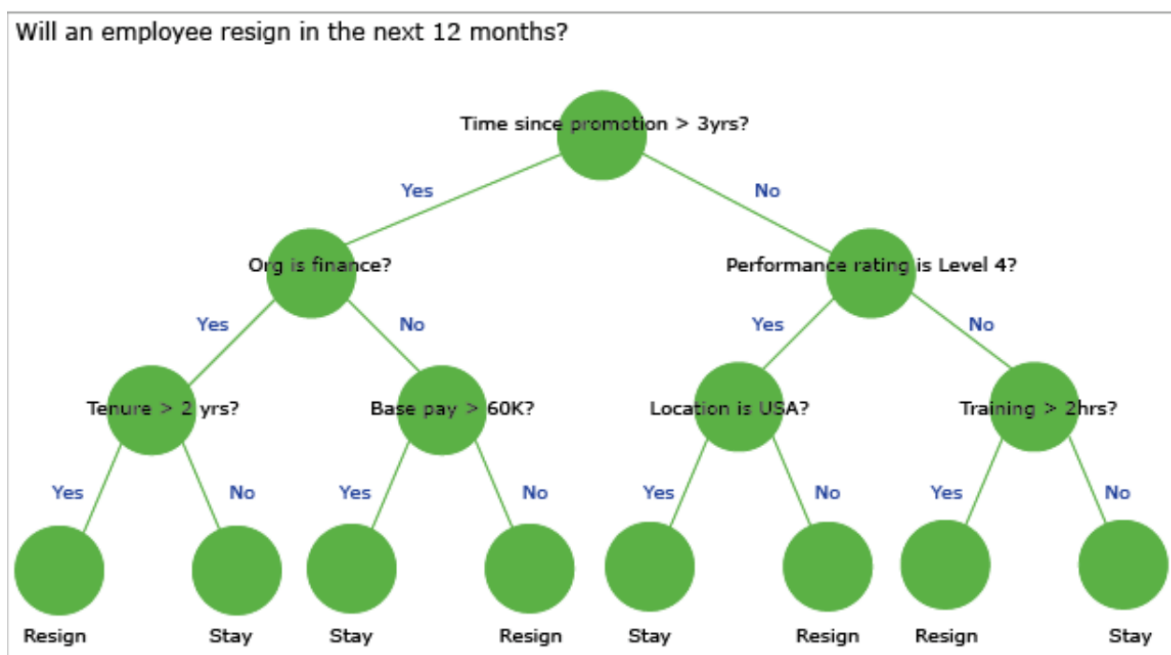 Will an employee resign in the next 12 months?
Time since promotion > 3yrs?
Yes
No
Org is finance?
Performance rating is Level 4?
Yes
No
Yes
No
Tenure > 2 yrs?
Base pay > 60K?
Location is USA?
Training > 2hrs?
Yes
No
Yes
No
Yes
No
Yes
No
Resign
Stay
Stay
Resign
Stay
Resign
Resign
Stay